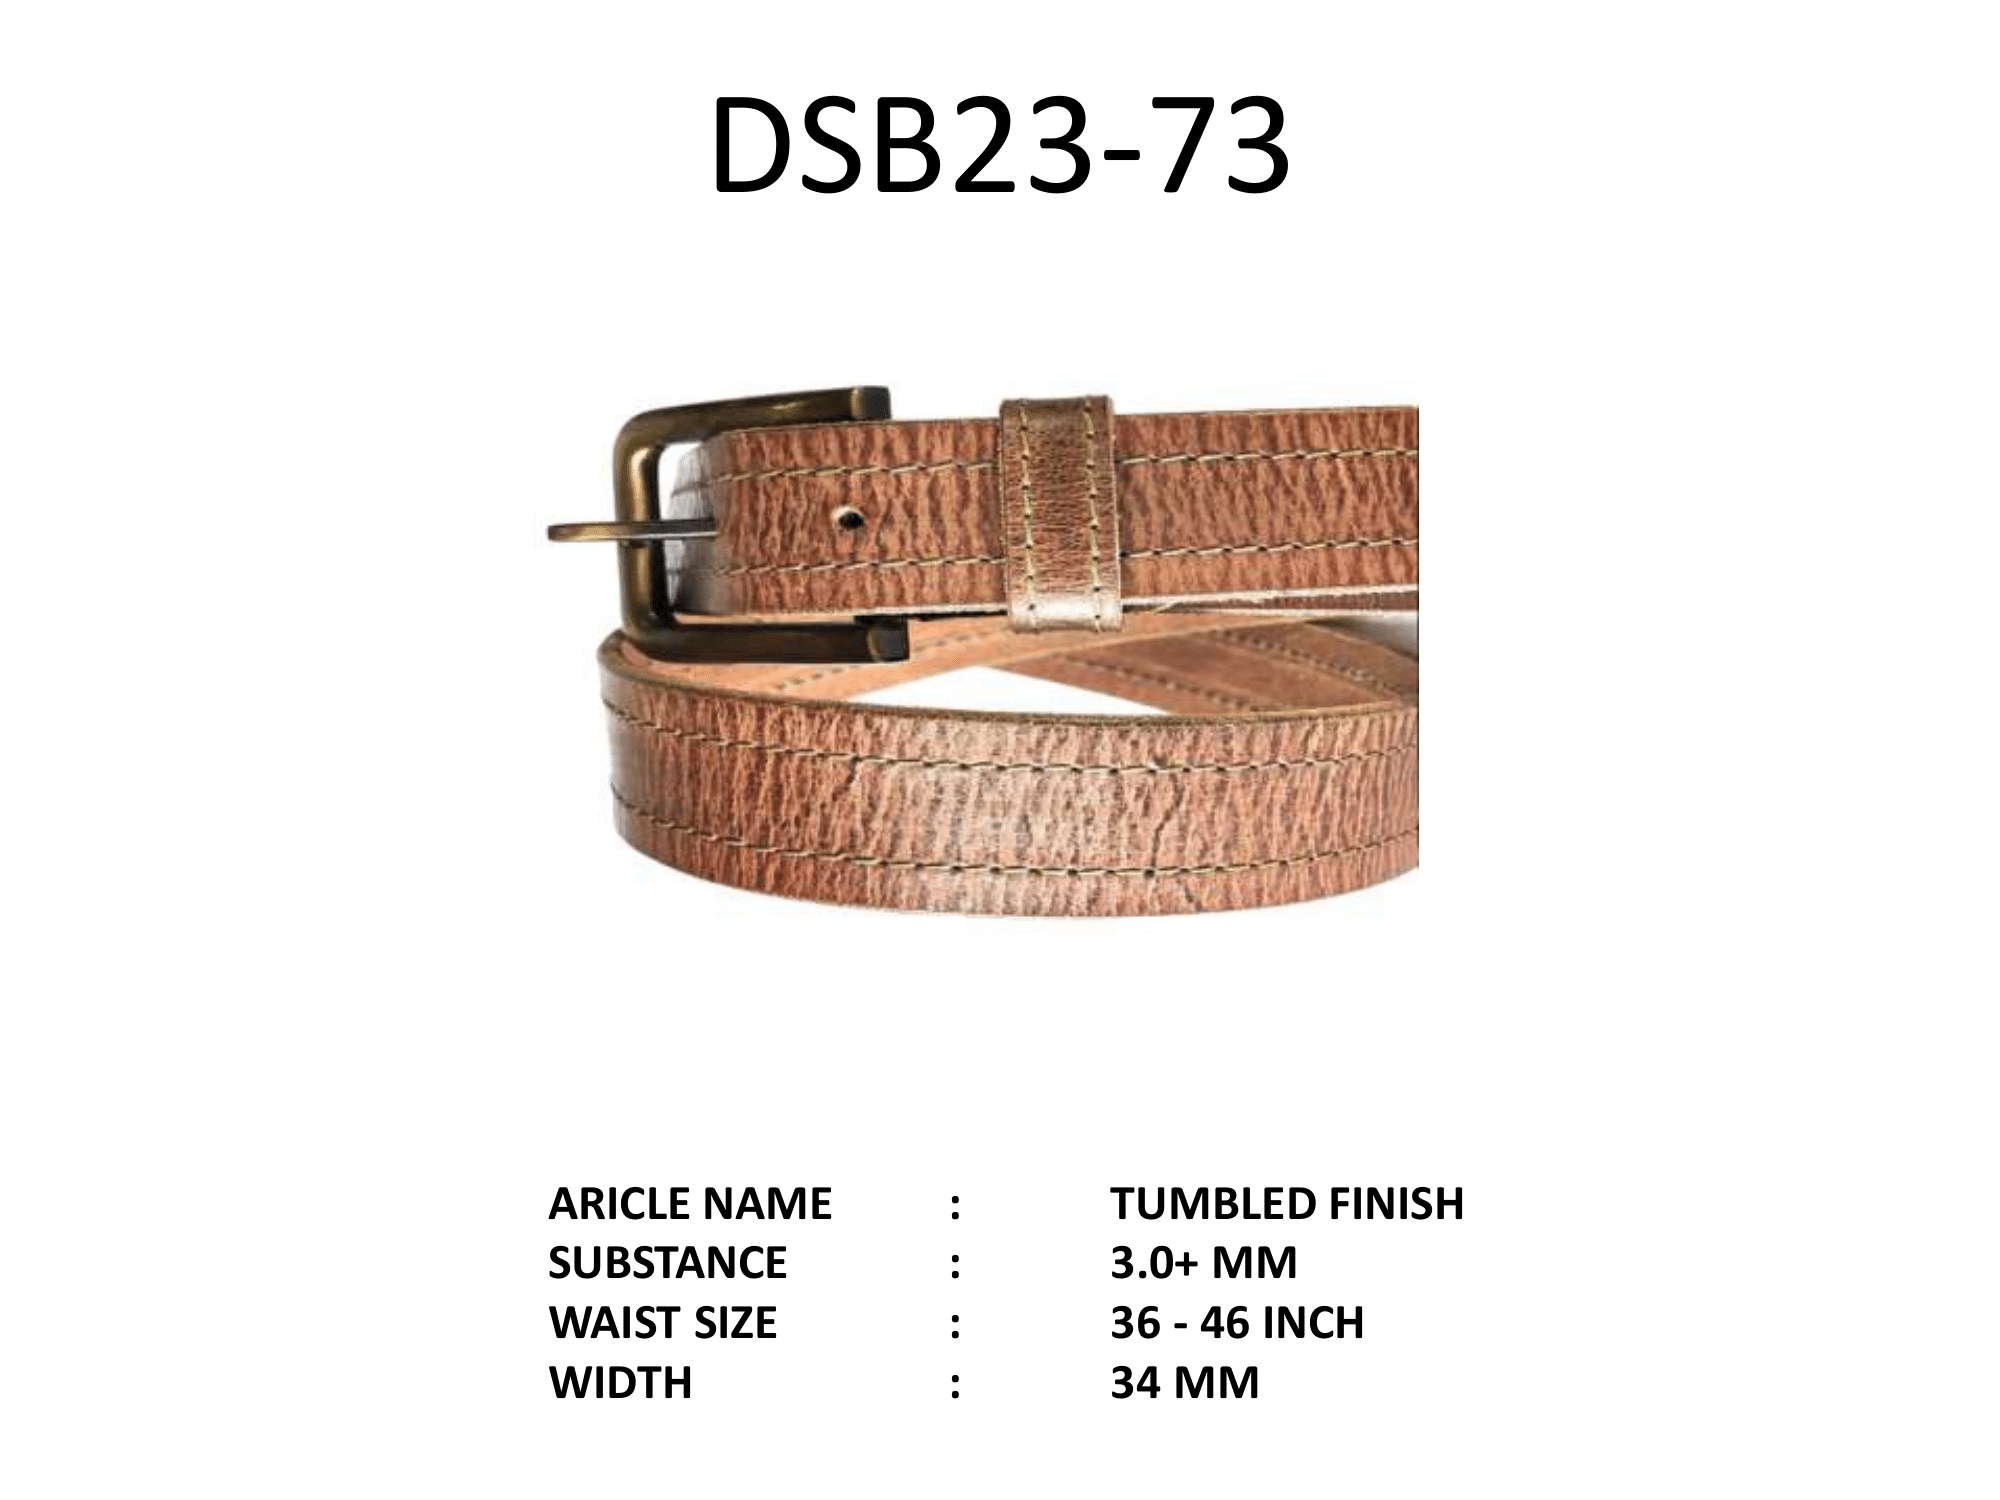 DSB23-73
ARICLE NAME : TUMBLED FINISH
SUBSTANCE : 3.0+ MM
WAIST SIZE : 36 - 46 INCH
WIDTH : 34 MM